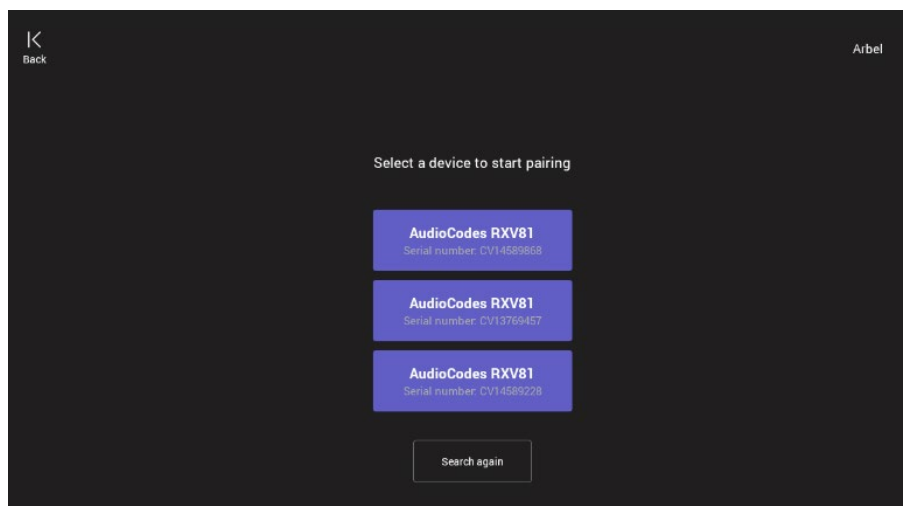 Back
Arbel
Select a device to start pairing
AudioCodes RXV81
Serial number: CV14589868
AudioCodes RXV81
Serial number: CV13769457
AudioCodes RXV81
Serial number: CV14589228
Search again